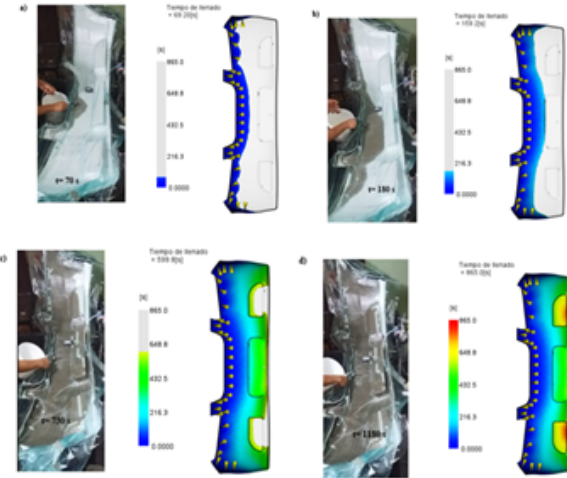 a)
Tiempo de llenado
= 69.20[s]
[s]
865.0
648.8
432.5
216.3
0.0000
t= 70 s
b)
Tiempo de llenado
= 159.2[s]
[s]
865.0
648.8
432.5
216.3
0.0000
t= 180 s
c)
Tiempo de llenado
= 599.8[s]
[s]
865.0
648.8
432.5
216.3
0.0000
t= 750 s
d)
Tiempo de llenado
= 865.0[s]
[s]
865.0
648.8
432.5
216.3
0.0000
t= 1180 s